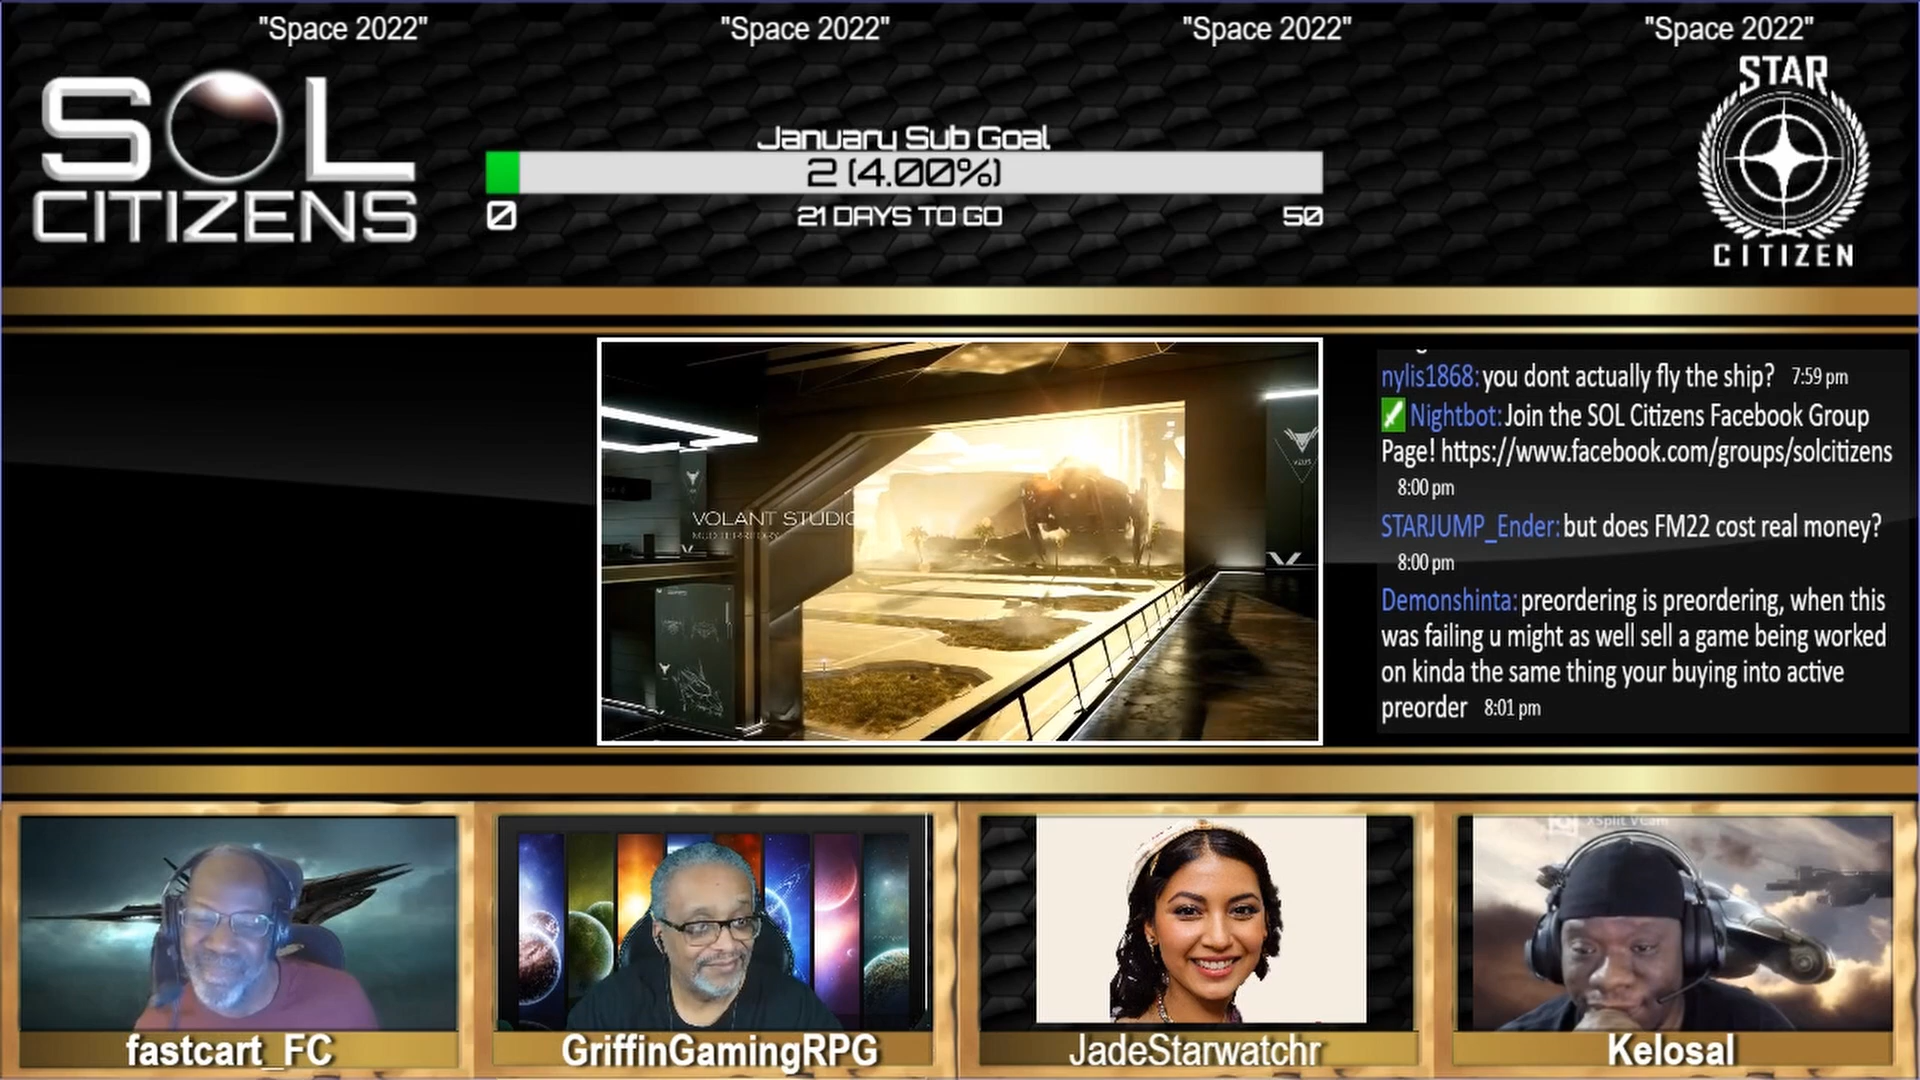 "Space 2022" "Space 2022" "Space 2022" "Space 2022"
SOL
CITIZENS
January Sub Goal
2 (4.00%)
0 21 DAYS TO GO 50
STAR
CITIZEN
nylis1868: you dont actually fly the ship? 7:59 pm
Nightbot: Join the SOL Citizens Facebook Group
Page! https://www.facebook.com/groups/solcitizens
8:00 pm
STARJUMP_Ender: but does FM22 cost real money?
8:00 pm
Demonshinta: preordering is preordering, when this
was failing u might as well sell a game being worked
on kinda the same thing your buying into active
preorder 8:01 pm
VOLANT STUDIO
XSplit VCam
fastcart_FC
GriffinGamingRPG
JadeStarwatchr
Kelosal